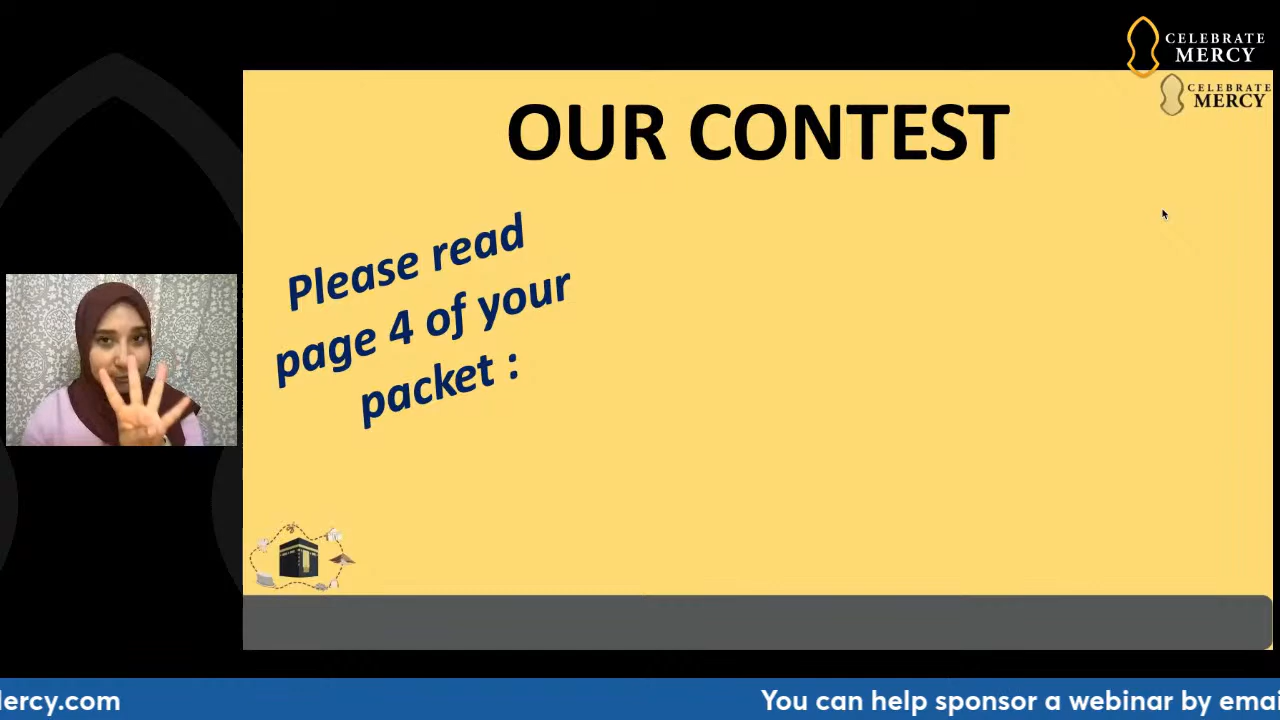 CELEBRATE
MERCY
CELEBRATE
MERCY
OUR CONTEST
Please read
page 4 of your
packet :
lercy.com
You can help sponsor a webinar by emai